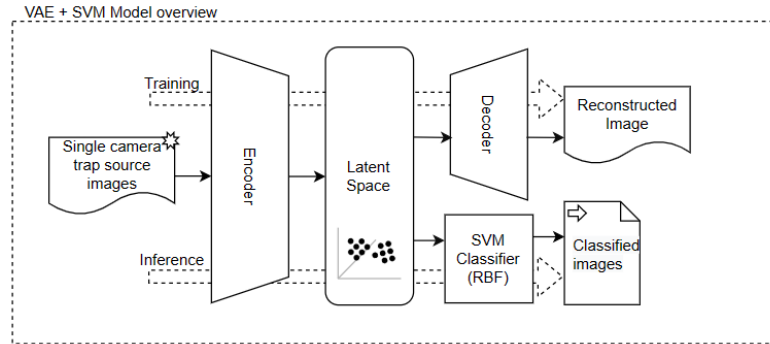 VAE + SVM Model overview
Training
Single camera
trap source
images
Encoder
Latent
Space
Decoder
Reconstructed
Image
Inference
SVM
Classifier
(RBF)
Classified
images